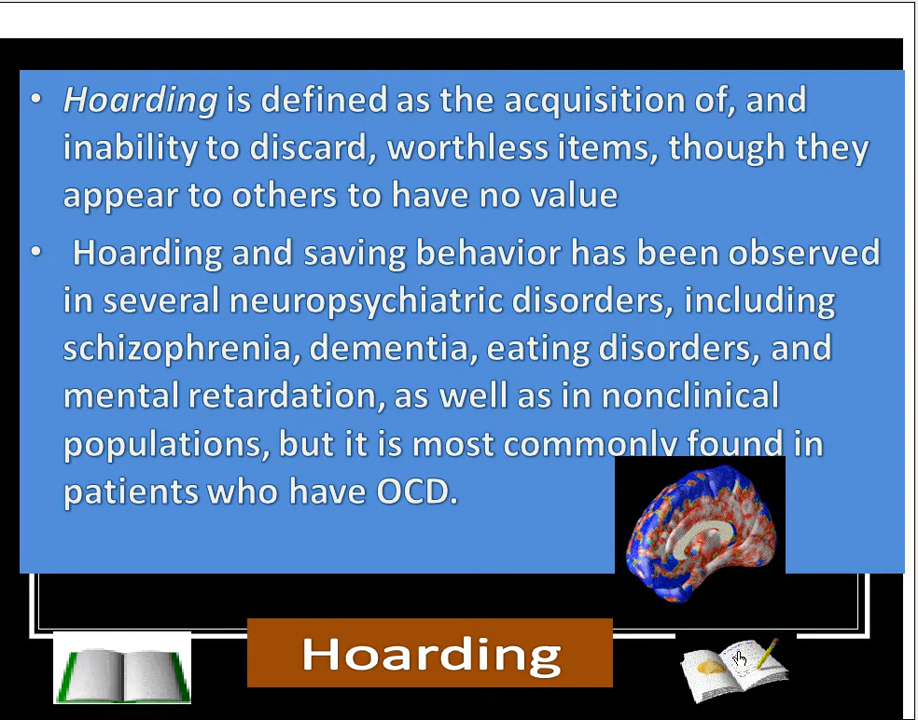 • Hoarding is defined as the acquisition of, and
inability to discard, worthless items, though they
appear to others to have no value
• Hoarding and saving behavior has been observed
in several neuropsychiatric disorders, including
schizophrenia, dementia, eating disorders, and
mental retardation, as well as in nonclinical
populations, but it is most commonly found in
patients who have OCD.
Hoarding